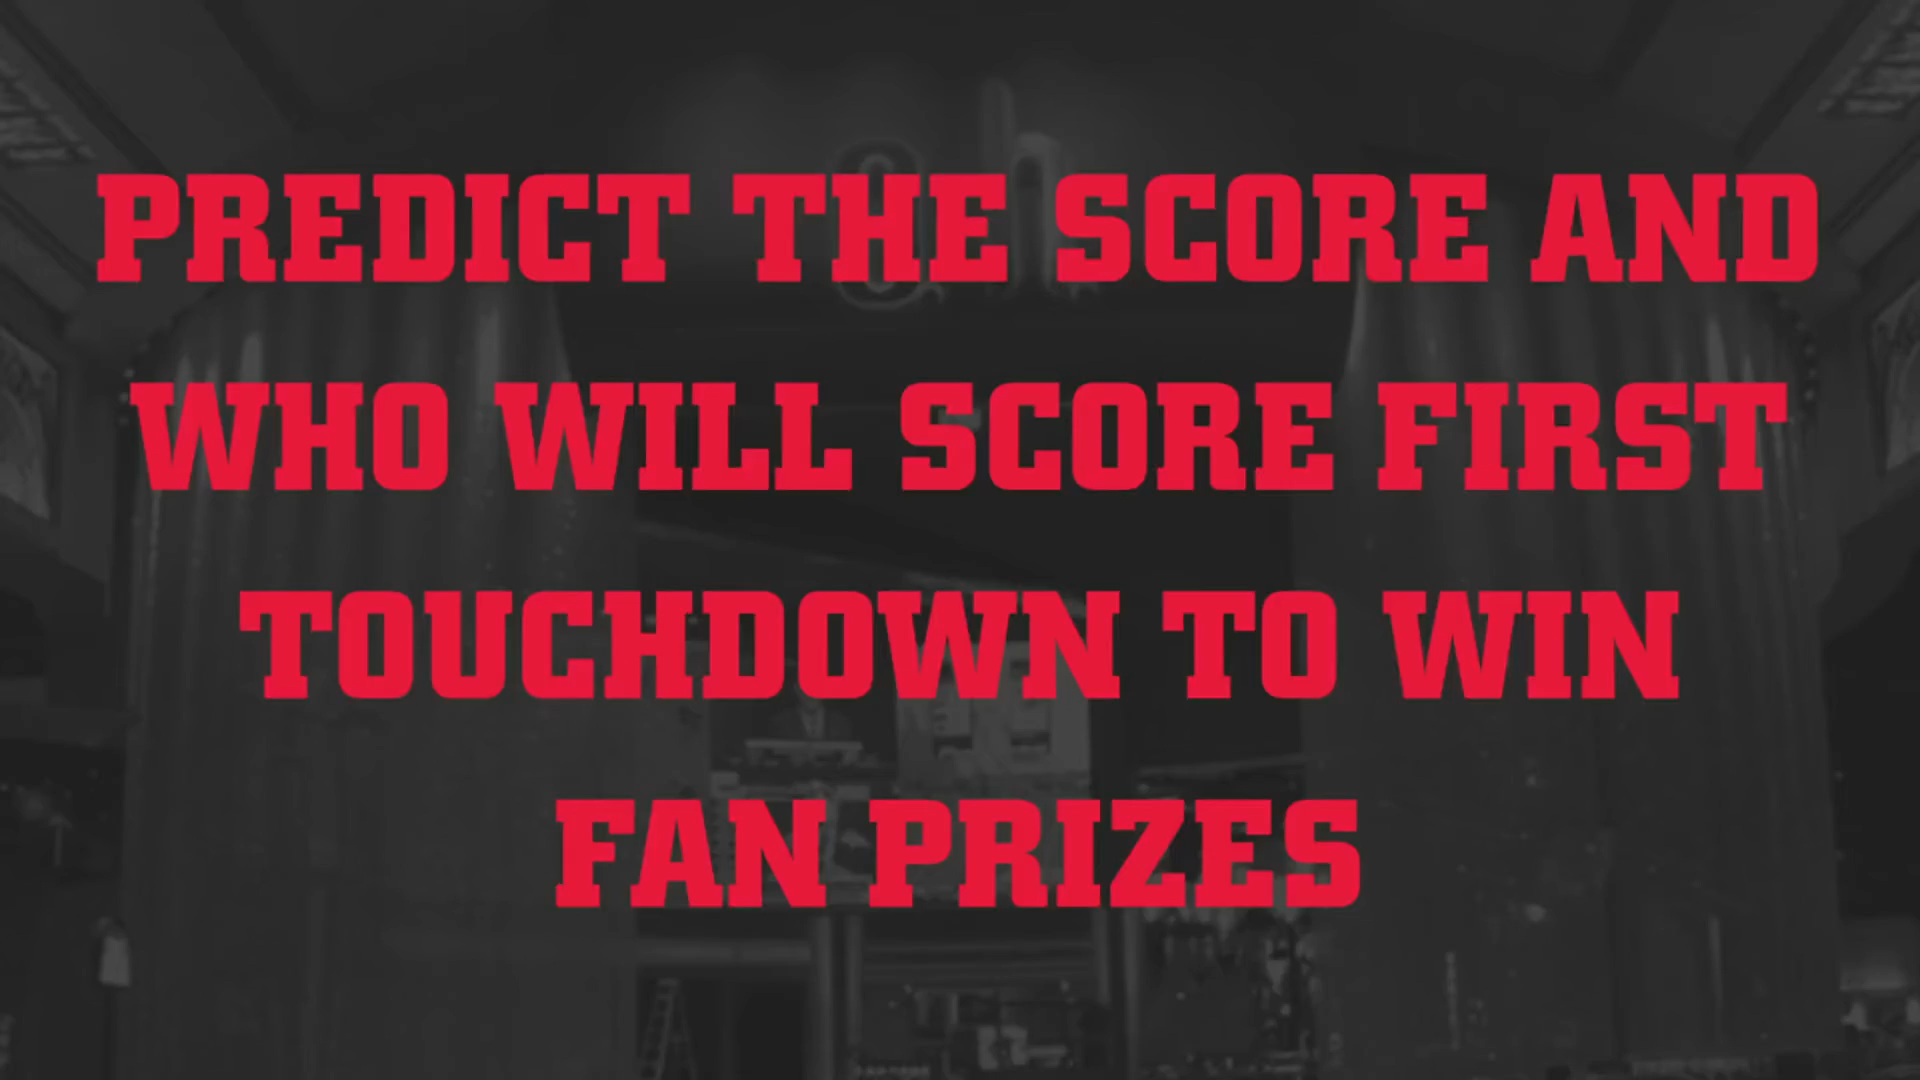 PREDICT THE SCORE AND
WHO WILL SCORE FIRST
TOUCHDOWN TO WIN
FAN PRIZES